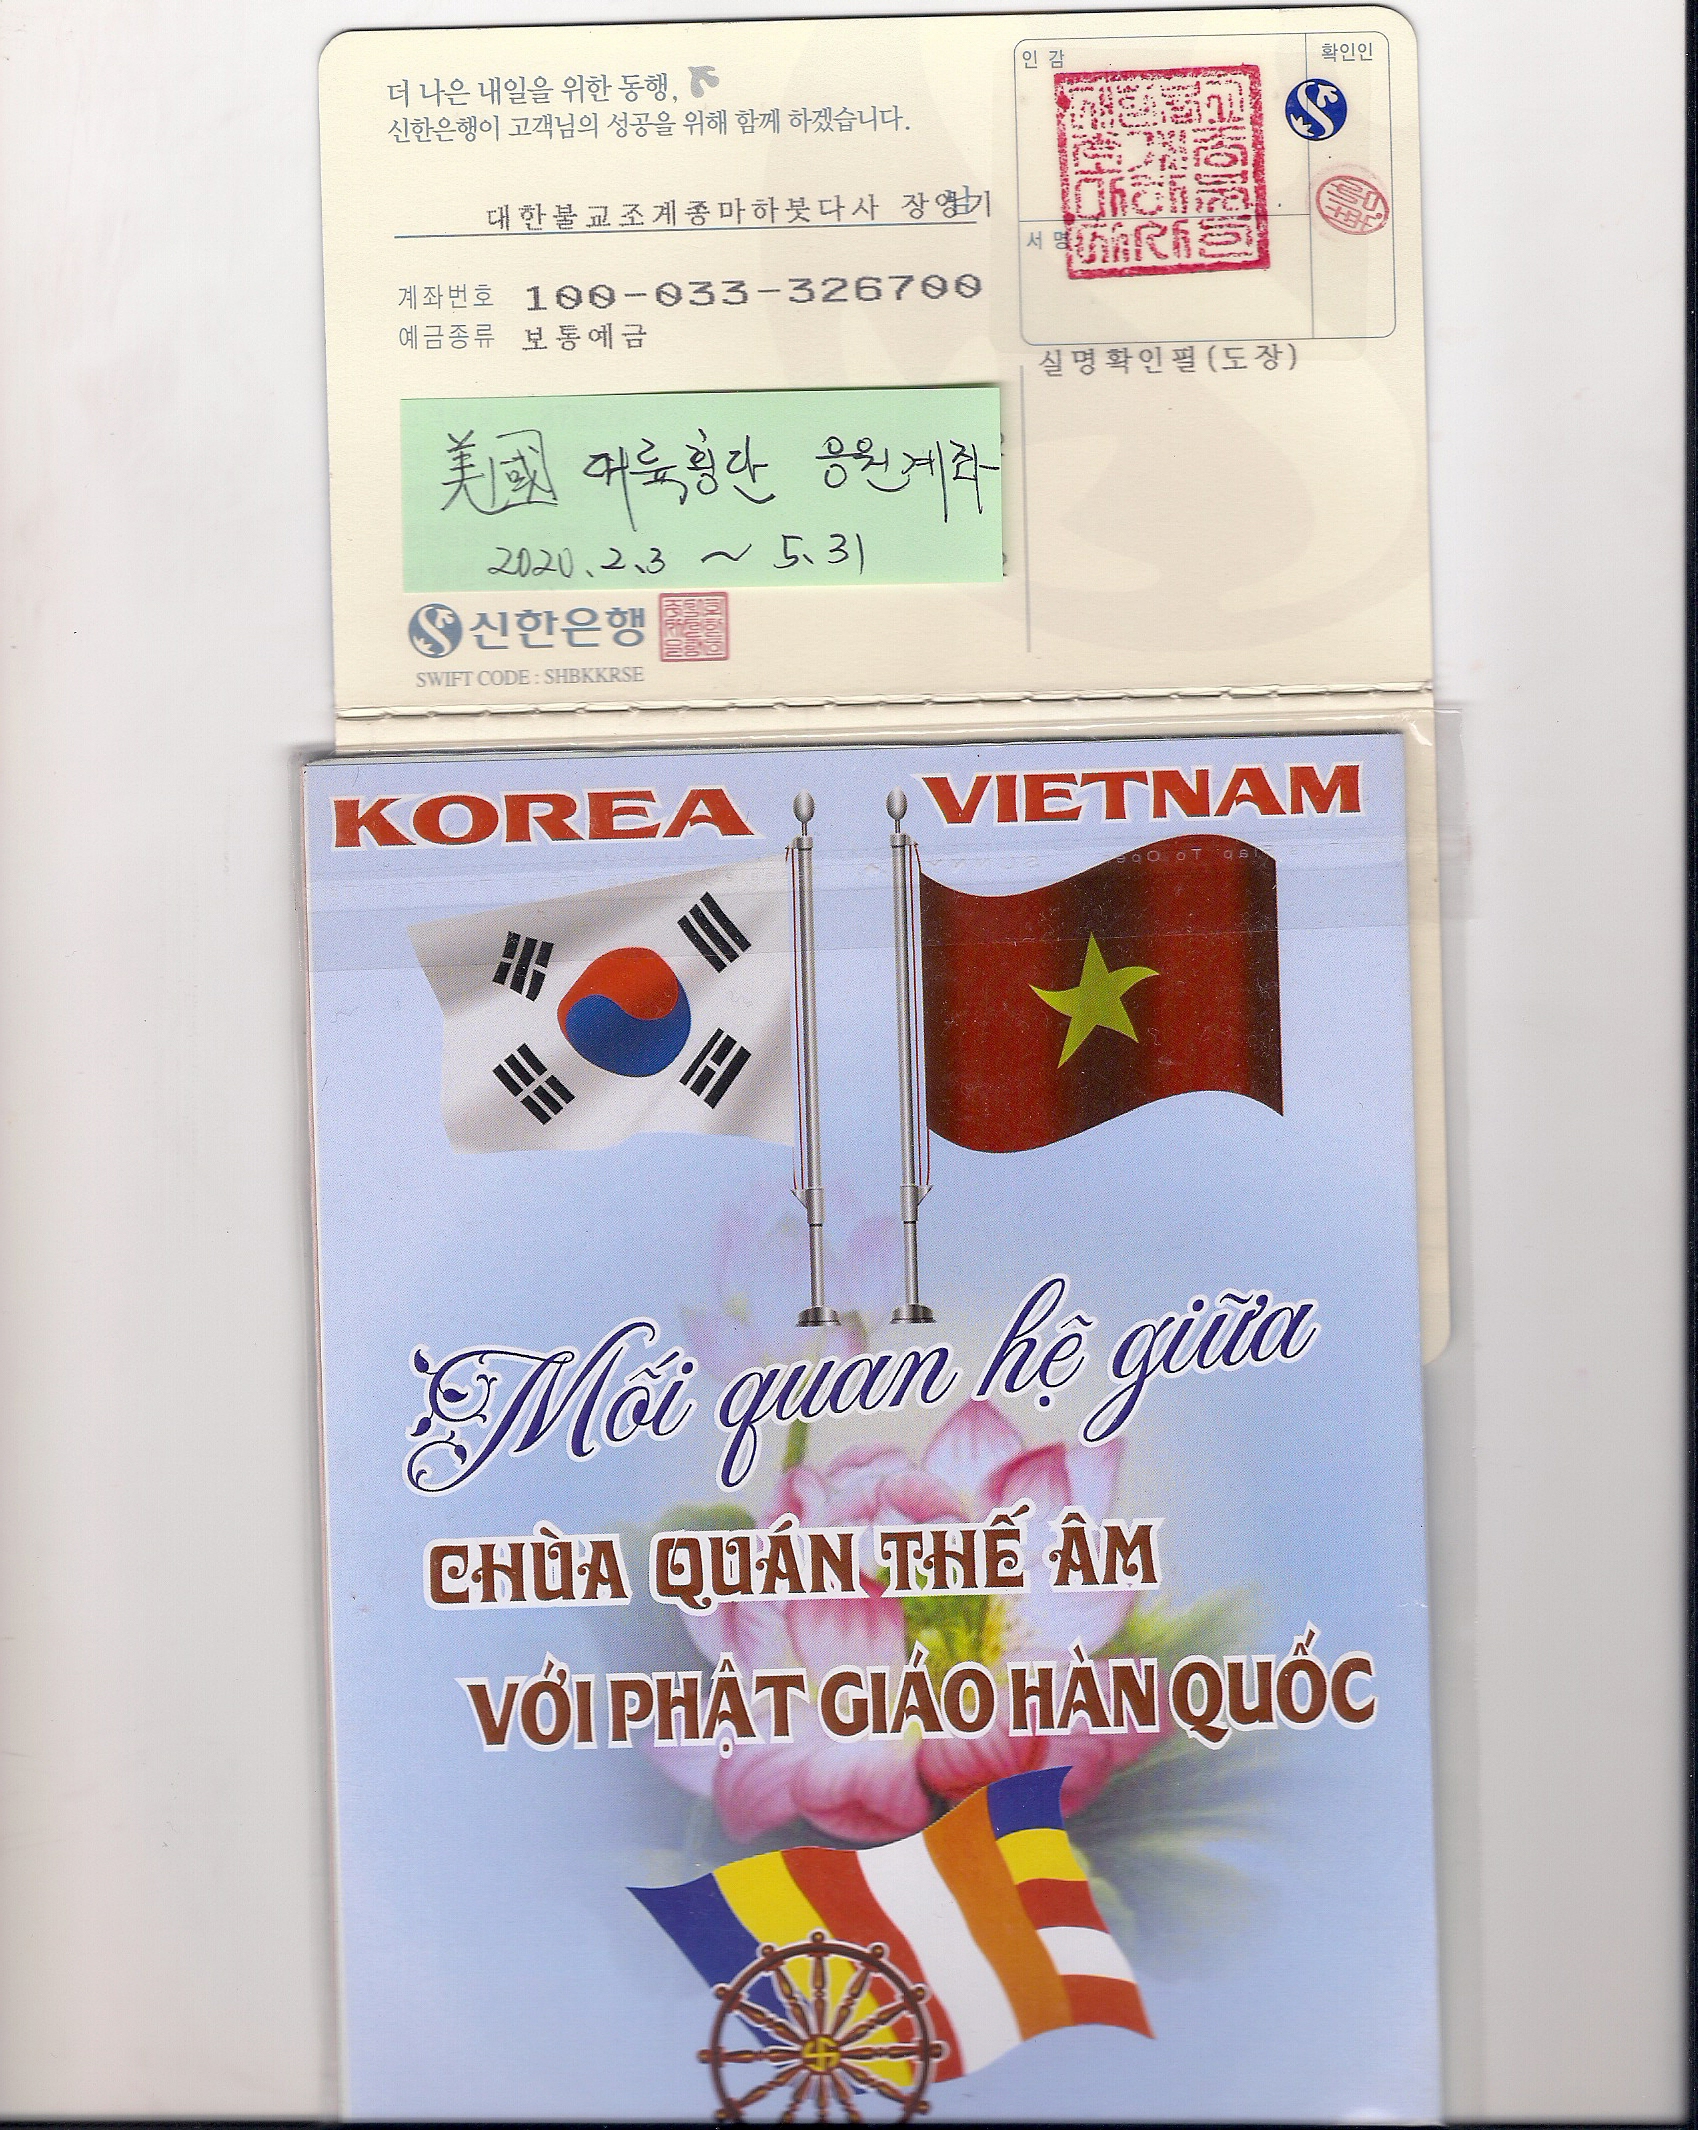 더 나은 내일을 위한 동행,
신한은행이 고객님의 성공을 위해 함께 하겠습니다.
대한불교조계종마하붓다사 장영기
계좌번호 100-033-326700
예금종류 보통예금
인 감
확인인
서 명
실명확인필(도장)
美國 대륙횡단 응원계좌
2020.2.3 ~ 5.31
신한은행
SWIFT CODE : SHBKKRSE
KOREA VIETNAM
Mối quan hệ giữa
CHÙA QUÁN THẾ ÂM
VỚI PHẬT GIÁO HÀN QUỐC